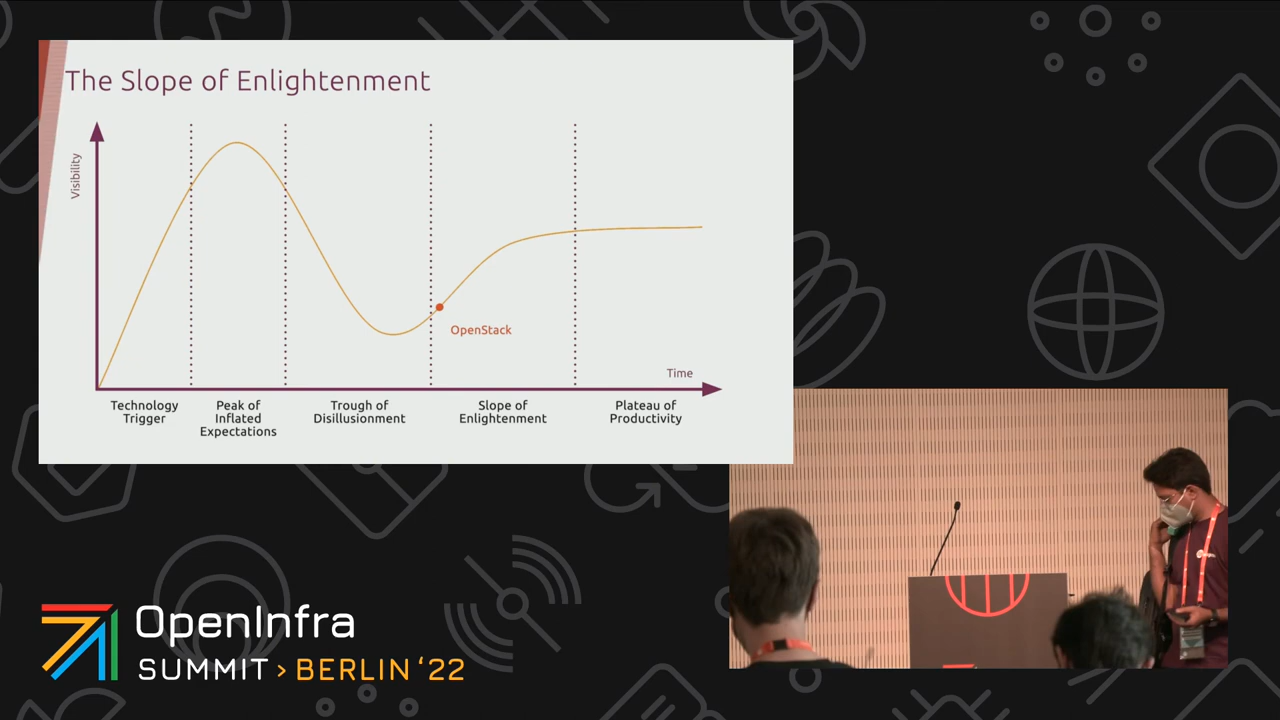 The Slope of Enlightenment
Visibility
OpenStack
Time
Technology
Trigger
Peak of
Inflated
Expectations
Trough of
Disillusionment
Slope of
Enlightenment
Plateau of
Productivity
OpenInfra
SUMMIT > BERLIN ‘22